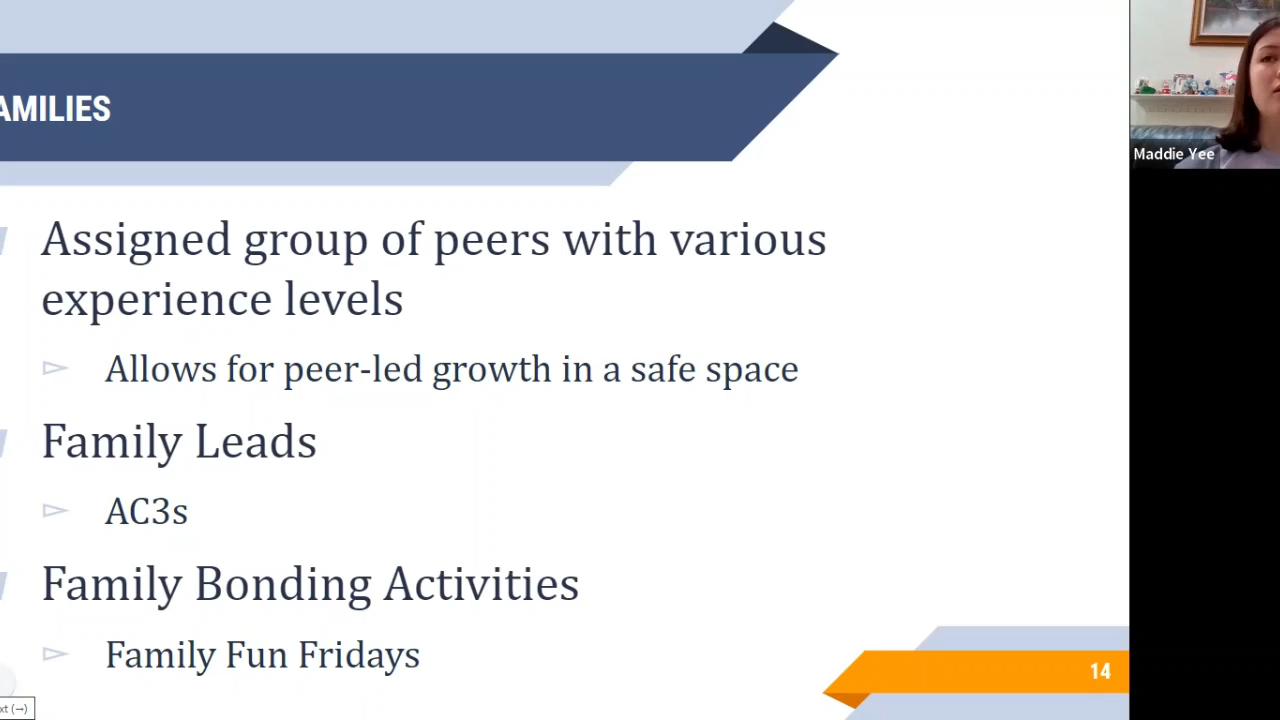 AMILIES
Maddie Yee
Assigned group of peers with various
experience levels
Allows for peer-led growth in a safe space
Family Leads
AC3s
Family Bonding Activities
Family Fun Fridays
14
xt (→)